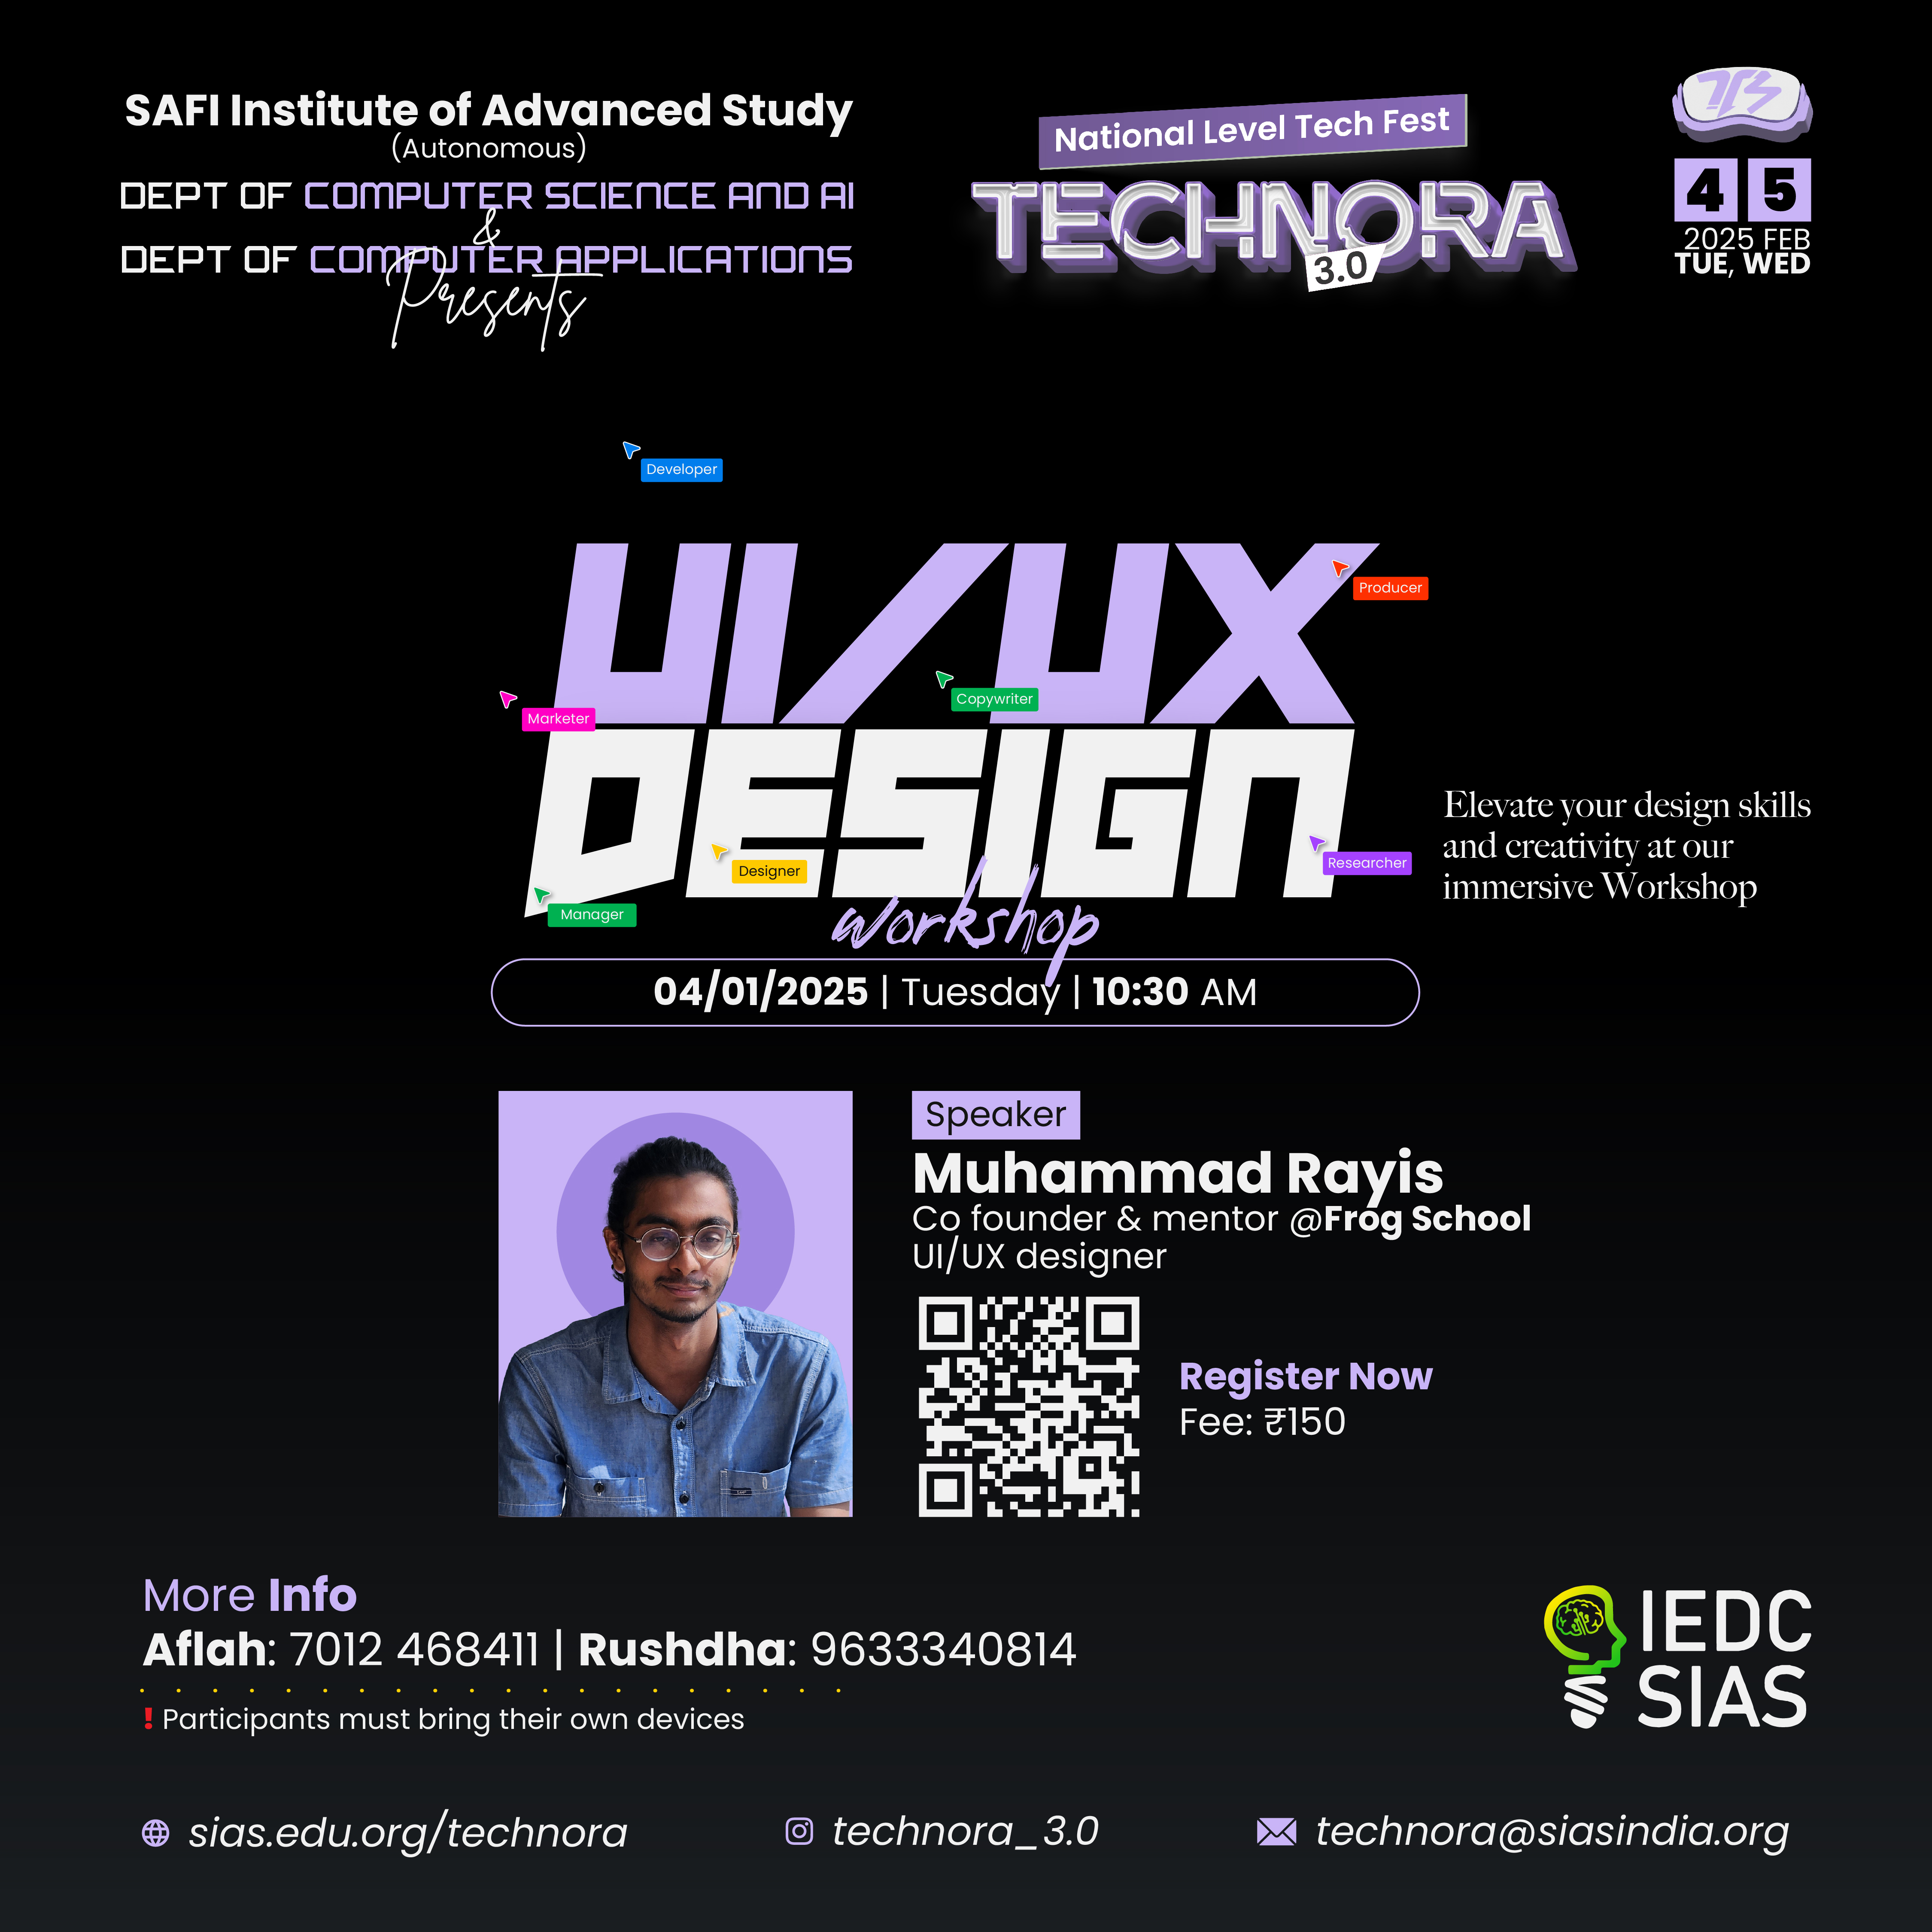 SAFI Institute of Advanced Study
(Autonomous)
DEPT OF COMPUTER SCIENCE AND AI
&
DEPT OF COMPUTER APPLICATIONS
Presents
National Level Tech Fest
TECHNORA
3.0
4 5
2025 FEB
TUE, WED
Developer
UI/UX
Producer
Copywriter
Marketer
DESIGN
Designer
Researcher
Manager
workshop
Elevate your design skills
and creativity at our
immersive Workshop
04/01/2025 | Tuesday | 10:30 AM
Speaker
Muhammad Rayis
Co founder & mentor @Frog School
UI/UX designer
Register Now
Fee: ₹150
More Info
Aflah: 7012 468411 | Rushdha: 9633340814
! Participants must bring their own devices
IEDC
SIAS
sias.edu.org/technora
technora_3.0
technora@siasindia.org